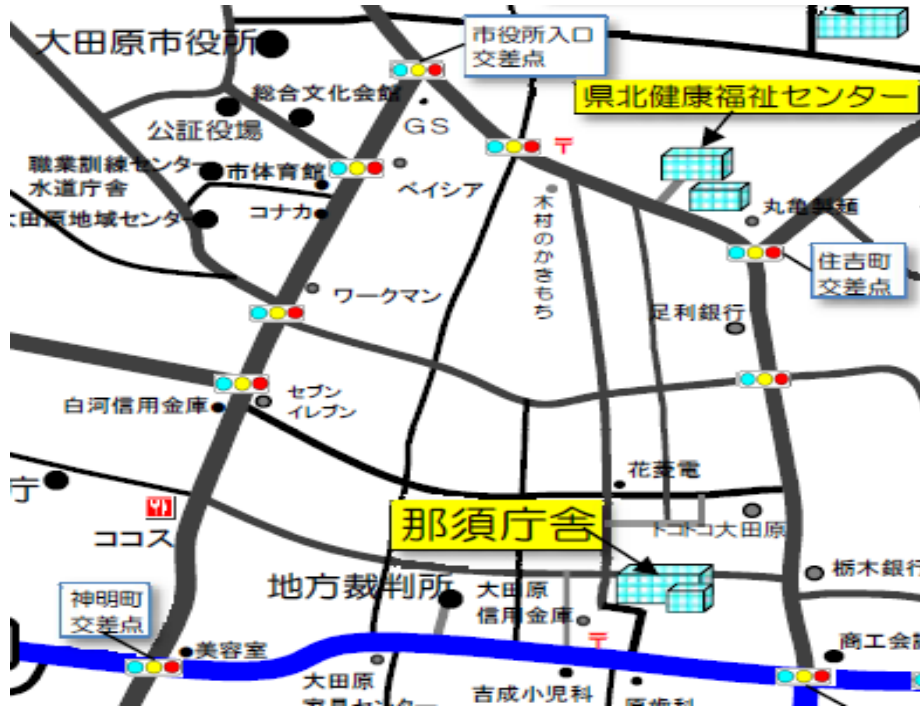 大田原市役所
市役所入口
交差点
総合文化会館
県北健康福祉センター
公証役場
GS
〒
職業訓練センター
水道庁舎
市体育館
ベイシア
コナカ
大田原地域センター
木村のかきもち
丸亀製麺
住吉町
交差点
ワークマン
足利銀行
セブン
イレブン
白河信用金庫
花菱電
庁
ココス
那須庁舎
トコトコ大田原
地方裁判所
大田原
信用金庫
栃木銀行
神明町
交差点
美容室
〒
商工会議
大田原
吉成小児科